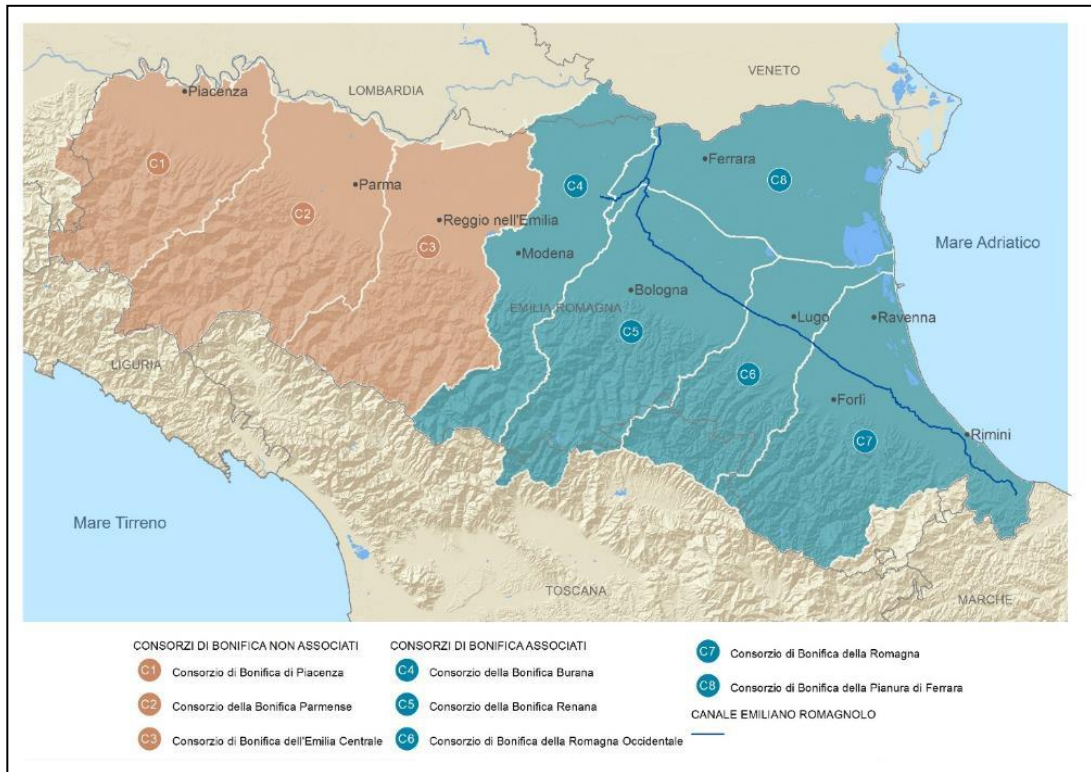 VENETO
LOMBARDIA
Piacenza
Ferrara
C1
C4
C8
Parma
C2
Reggio nell'Emilia
C3
Mare Adriatico
Modena
Bologna
EMILIA-ROMAGNA
Lugo
Ravenna
C5
LIGURIA
C6
Forlì
Rimini
C7
Mare Tirreno
TOSCANA
MARCHE
CONSORZI DI BONIFICA NON ASSOCIATI
C1 Consorzio di Bonifica di Piacenza
C2 Consorzio della Bonifica Parmense
C3 Consorzio di Bonifica dell'Emilia Centrale
CONSORZI DI BONIFICA ASSOCIATI
C4 Consorzio della Bonifica Burana
C5 Consorzio della Bonifica Renana
C6 Consorzio di Bonifica della Romagna Occidentale
C7 Consorzio di Bonifica della Romagna
C8 Consorzio di Bonifica della Pianura di Ferrara
CANALE EMILIANO ROMAGNOLO